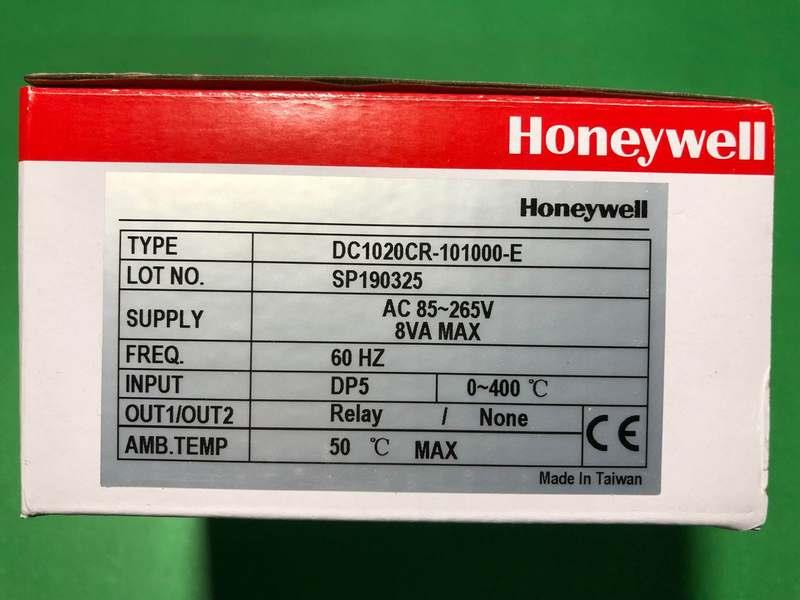 Honeywell
Honeywell
TYPE DC1020CR-101000-E
LOT NO. SP190325
SUPPLY AC 85~265V
8VA MAX
FREQ. 60 HZ
INPUT DP5 0~400 ℃
OUT1/OUT2 Relay / None
AMB.TEMP 50 ℃ MAX
CE
Made In Taiwan